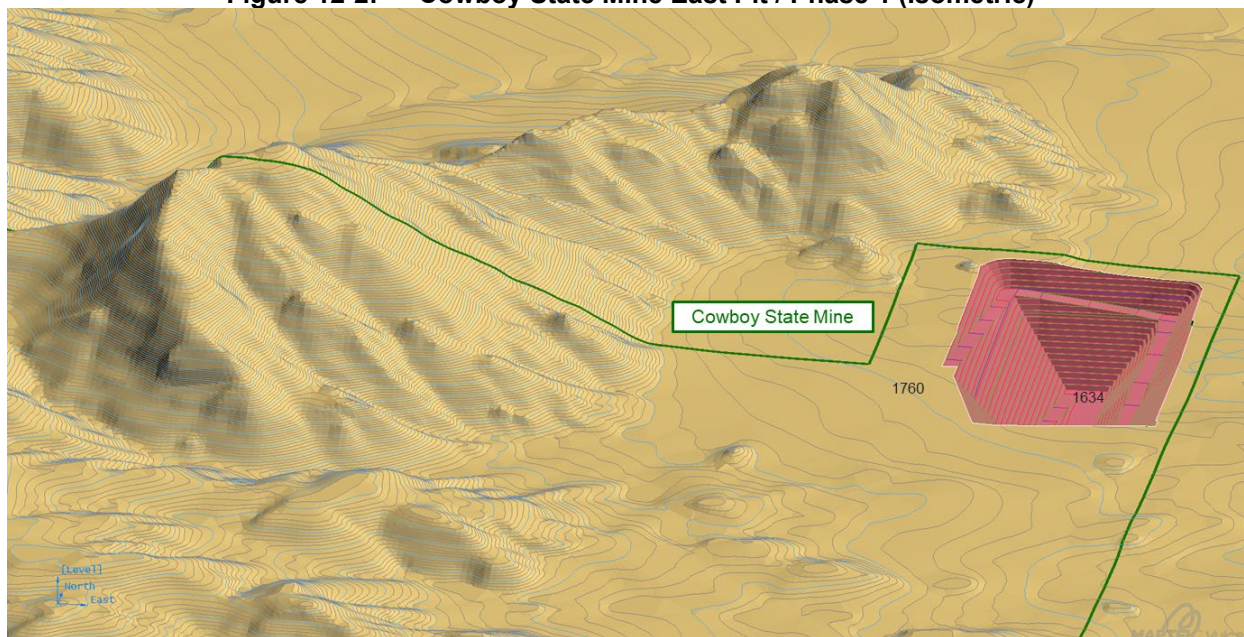 Figure 12-2: Cowboy State Mine East Pit / Phase 1 (Isometric)
Cowboy State Mine
1760
1634
[Level]
North
East